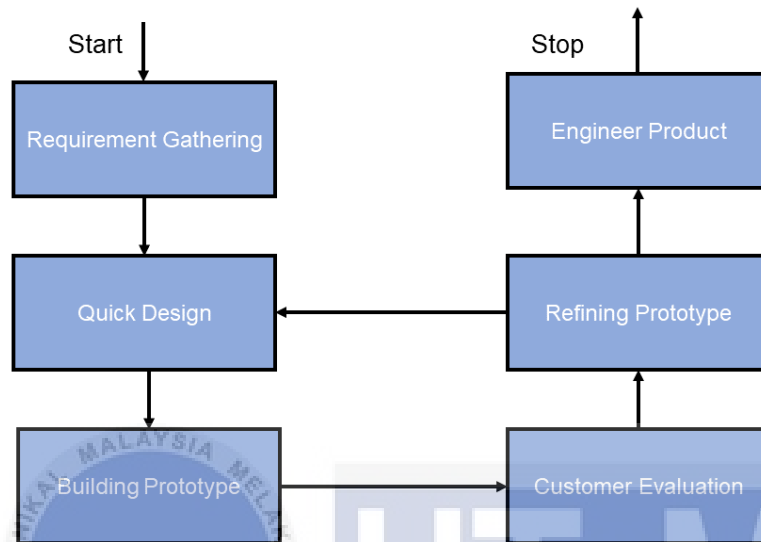 Start
Stop
Requirement Gathering
Engineer Product
Quick Design
Refining Prototype
MALAYSIA
Building Prototype
Customer Evaluation